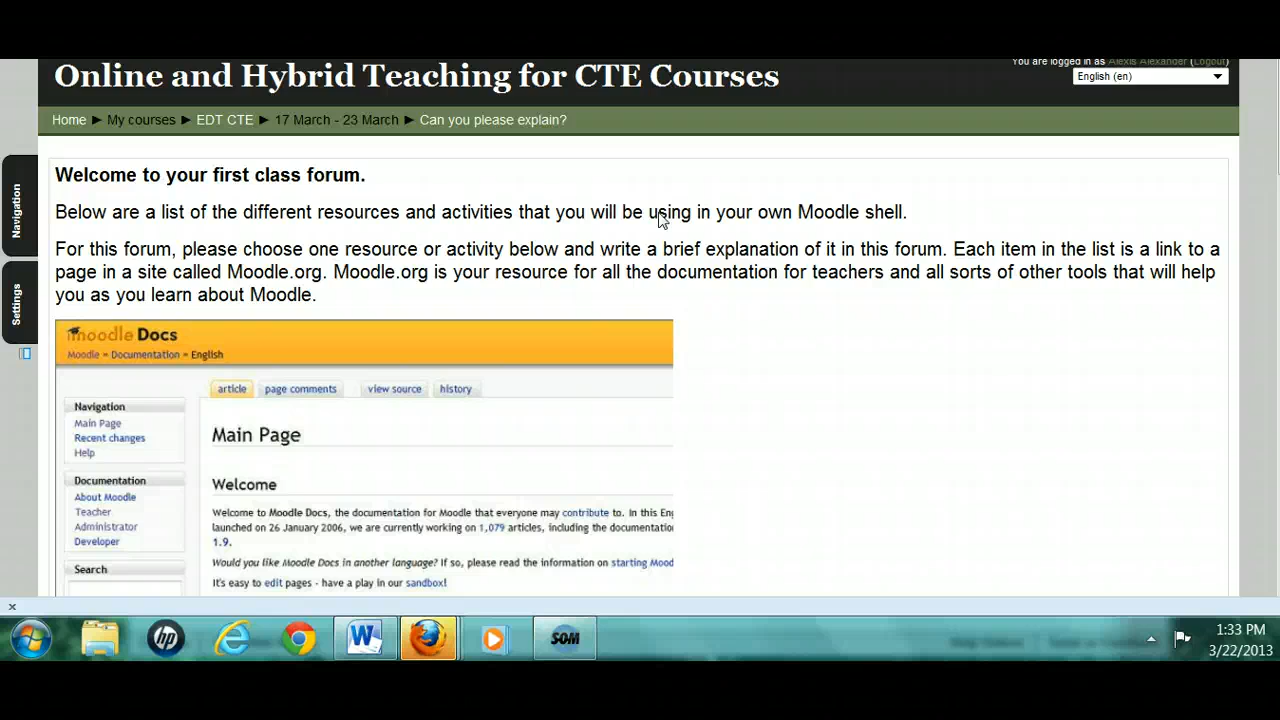 You are logged in as Alexis Alexander (Logout)
Online and Hybrid Teaching for CTE Courses
English (en)
Home ► My courses ► EDT CTE ► 17 March - 23 March ► Can you please explain?
Navigation
Settings
Welcome to your first class forum.
Below are a list of the different resources and activities that you will be using in your own Moodle shell.
For this forum, please choose one resource or activity below and write a brief explanation of it in this forum. Each item in the list is a link to a
page in a site called Moodle.org. Moodle.org is your resource for all the documentation for teachers and all sorts of other tools that will help
you as you learn about Moodle.
moodle Docs
Moodle » Documentation » English
article page comments view source history
Navigation
Main Page
Recent changes
Help
Documentation
About Moodle
Teacher
Administrator
Developer
Search
Main Page
Welcome
Welcome to Moodle Docs, the documentation for Moodle that everyone may contribute to. In this En
launched on 26 January 2006, we are currently working on 1,079 articles, including the documentatio
1.9.
Would you like Moodle Docs in another language? If so, please read the information on starting Mood
It's easy to edit pages - have a play in our sandbox!
x
hp
W
SOM
1:33 PM
3/22/2013